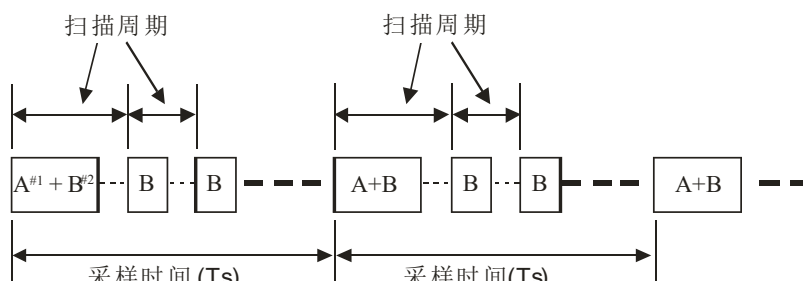 扫描周期 扫描周期
A#1 + B#2 B B A+B B B A+B
采样时间 (Ts) 采样时间(Ts)